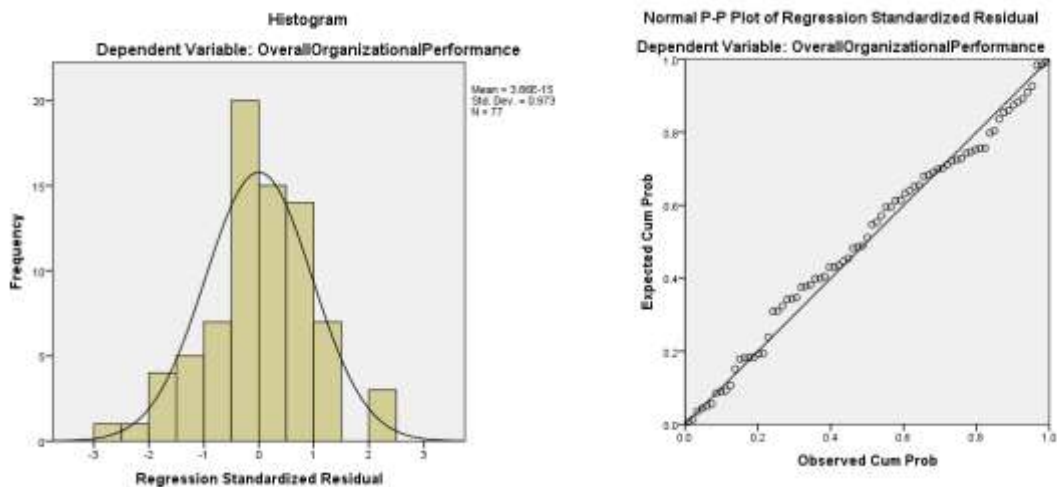 Histogram
Dependent Variable: OverallOrganizationalPerformance
Mean = 3.86E-15
Std. Dev. = 0.973
N = 77
20
15
10
5
0
Frequency
-3
-2
-1
0
1
2
3
Regression Standardized Residual
Normal P-P Plot of Regression Standardized Residual
Dependent Variable: OverallOrganizationalPerformance
1.0
0.8
0.6
0.4
0.2
0.0
Expected Cum Prob
0.0
0.2
0.4
0.6
0.8
1.0
Observed Cum Prob